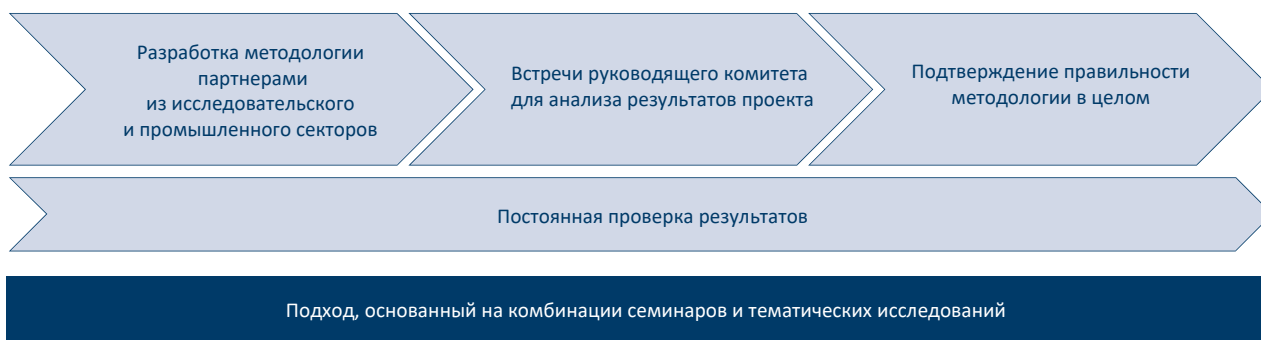 Разработка методологии
партнерами
из исследовательского
и промышленного секторов
Встречи руководящего комитета
для анализа результатов проекта
Подтверждение правильности
методологии в целом
Постоянная проверка результатов
Подход, основанный на комбинации семинаров и тематических исследований